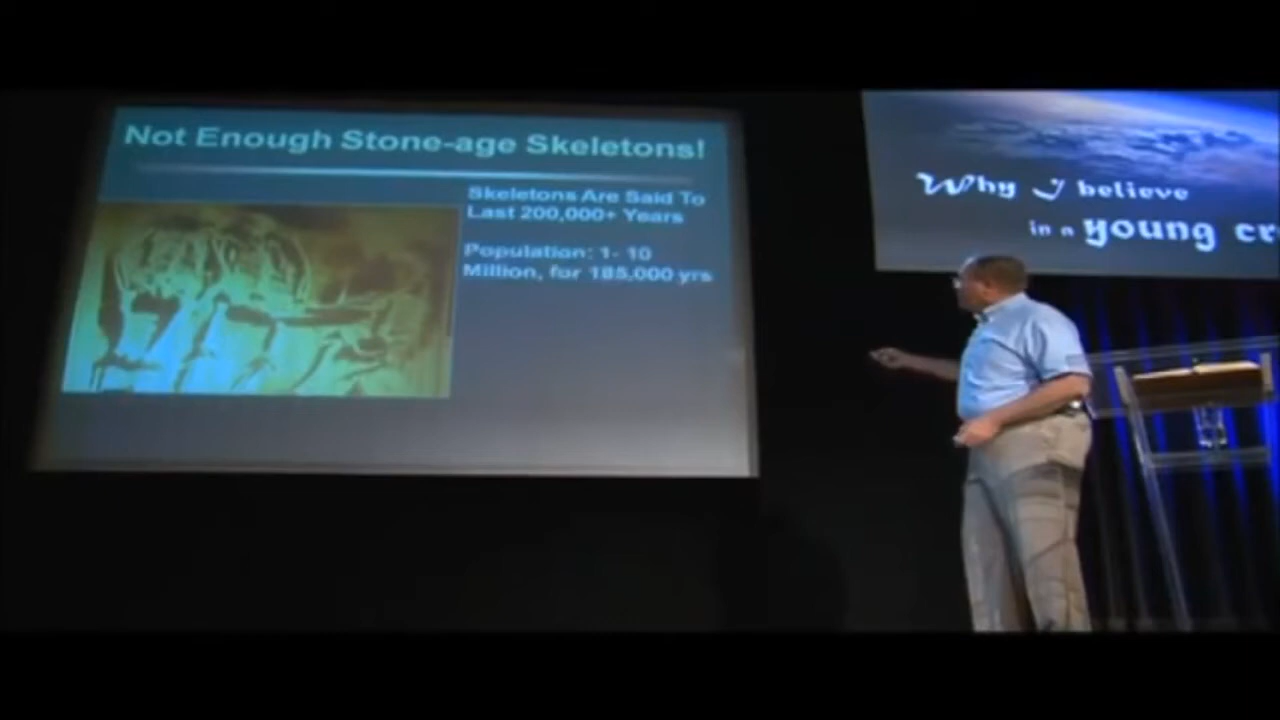 Not Enough Stone-age Skeletons!
Skeletons Are Said To
Last 200,000+ Years
Population: 1- 10
Million, for 185,000 yrs
Why I believe
in a young